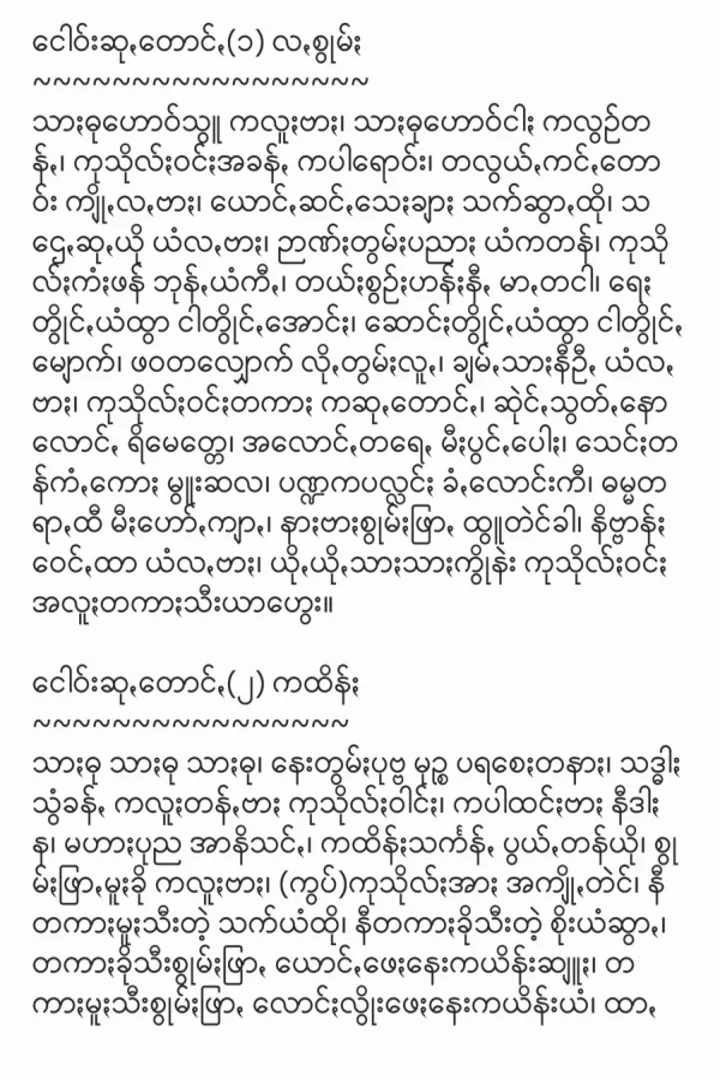 ငေါဝ်းဆုႇတောင်ႇ(၁) လႇစွုမ်ႏ
~~~~~~~~~~~~~~~~~
သာႏဓုဟောဝ်သွူ ကလူႏဗာႏ၊ သာႏဓုဟောဝ်ငါႏ ကလွဉ်တ
န်ႇ၊ ကုသိုလ်ႏဝင်ႏအခန်ႇ ကပါရောဝ်း၊ တလွယ်ႇကင်ႇတော
ဝ်း ကျိုႇလႇဗာႏ၊ ယောင်ႇဆင်ႇသေႏချာႏ သက်ဆွာႇထို၊ သ
ဌေႇဆုႇယို ယံလႇဗာႏ၊ ဉာဏ်ႏတွမ်ႏပညာႏ ယံကတန်၊ ကုသို
လ်ႏကံႏဖန် ဘုန်ႇယံကီႇ၊ တယ်ႏစွဉ်ႏဟန်ႏနီႇ မာႇတငါ၊ ရေႏ
တွိုင်ႇယံထွာ ငါတွိုင်ႇအောင်ႏ၊ ဆောင်ႏတွိုင်ႇယံထွာ ငါတွိုင်ႇ
မျောက်၊ ဖဝတလျှောက် လိုႇတွမ်ႏလူႇ၊ ချမ်ႇသာႏနီဦႇ ယံလႇ
ဗာႏ၊ ကုသိုလ်ႏဝင်ႏတကာႏ ကဆုႇတောင်ႇ၊ ဆဲုင်ႇသွတ်ႇနော
လောင်ႇ ရိမေတ္တေ၊ အလောင်ႇတရေႇ မီႏပွင်ႇပေါႏ၊ သေင်ႏတ
န်ကံႇကောႏ မွူႏဆလ၊ ပဏ္ဍကပလ္လင်ႏ ခံႇလောင်းကီ၊ ဓမ္မတ
ရာႇထီ မီႏဟော်ႇကျာႇ၊ နာႏဗာႏစွုမ်ႏဖြာႇ ထွူတဲင်ခါ၊ နိဗ္ဗာန်ႏ
ဝေင်ႇထာ ယံလႇဗာႏ၊ ယိုႇယိုႇသာႏသာႏကွိုနဲး ကုသိုလ်ႏဝင်ႏ
အလူႏတကာႏသီႏယာဟွေႏ။

ငေါဝ်းဆုႇတောင်ႇ(၂) ကထိန်ႏ
~~~~~~~~~~~~~~~~
သာႏဓု သာႏဓု သာႏဓု၊ နေႏတွမ်ႏပုဗ္ဗ မုဉ္စ ပရစေႏတနာႏ၊ သဒ္ဓါႏ
သွံခန်ႇ ကလူႏတန်ႇဗာႏ ကုသိုလ်ႏဝါင်ႏ၊ ကပါထင်ႏဗာႏ နီဒါႏ
န၊ မဟာႏပုည အာနိသင်ႇ၊ ကထိန်ႏသင်္ကန်ႇ ပွယ်ႇတန်ယို၊ စွု
မ်ႏဖြာႇမူႏခို ကလူႏဗာႏ၊ (ကွပ်)ကုသိုလ်ႏအာႏ အကျိုႇတဲင်၊ နီ
တကာႏမူႏသီႏတဲ့ သက်ယံထို၊ နီတကာႏခိုသီႏတဲ့ စိုႏယံဆွာႇ၊
တကာႏခိုသီႏစွုမ်ႏဖြာႇ ယောင်ႇဖေႏနေႏကယိန်ႏဆျူႏ၊ တ
ကာႏမူႏသီႏစွုမ်ႏဖြာႇ လောင်ႏလွိုႏဖေႏနေႏကယိန်ႏယံ၊ ထာႇ